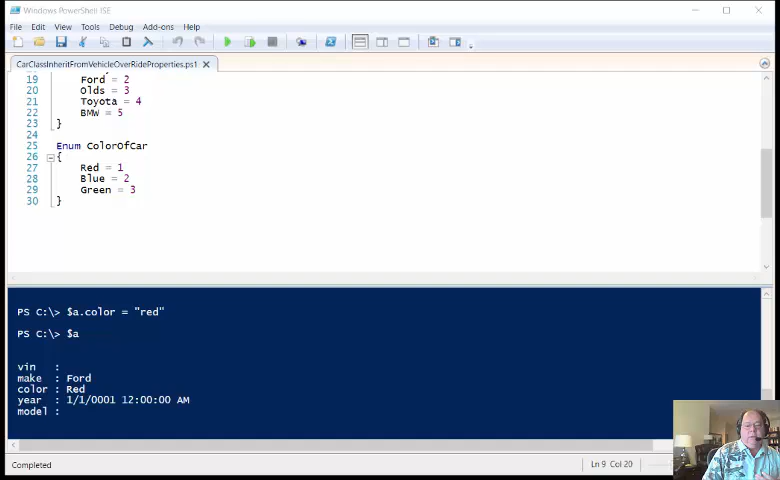 Windows PowerShell ISE
File Edit View Tools Debug Add-ons Help
CarClassInheritFromVehicleOverRideProperties.ps1
19 Ford = 2
20 Olds = 3
21 Toyota = 4
22 BMW = 5
23 }
24
25 Enum ColorOfCar
26 {
27 Red = 1
28 Blue = 2
29 Green = 3
30 }
PS C:\> $a.color = "red"
PS C:\> $a
vin :
make : Ford
color : Red
year : 1/1/0001 12:00:00 AM
model :
Completed
Ln 9 Col 20